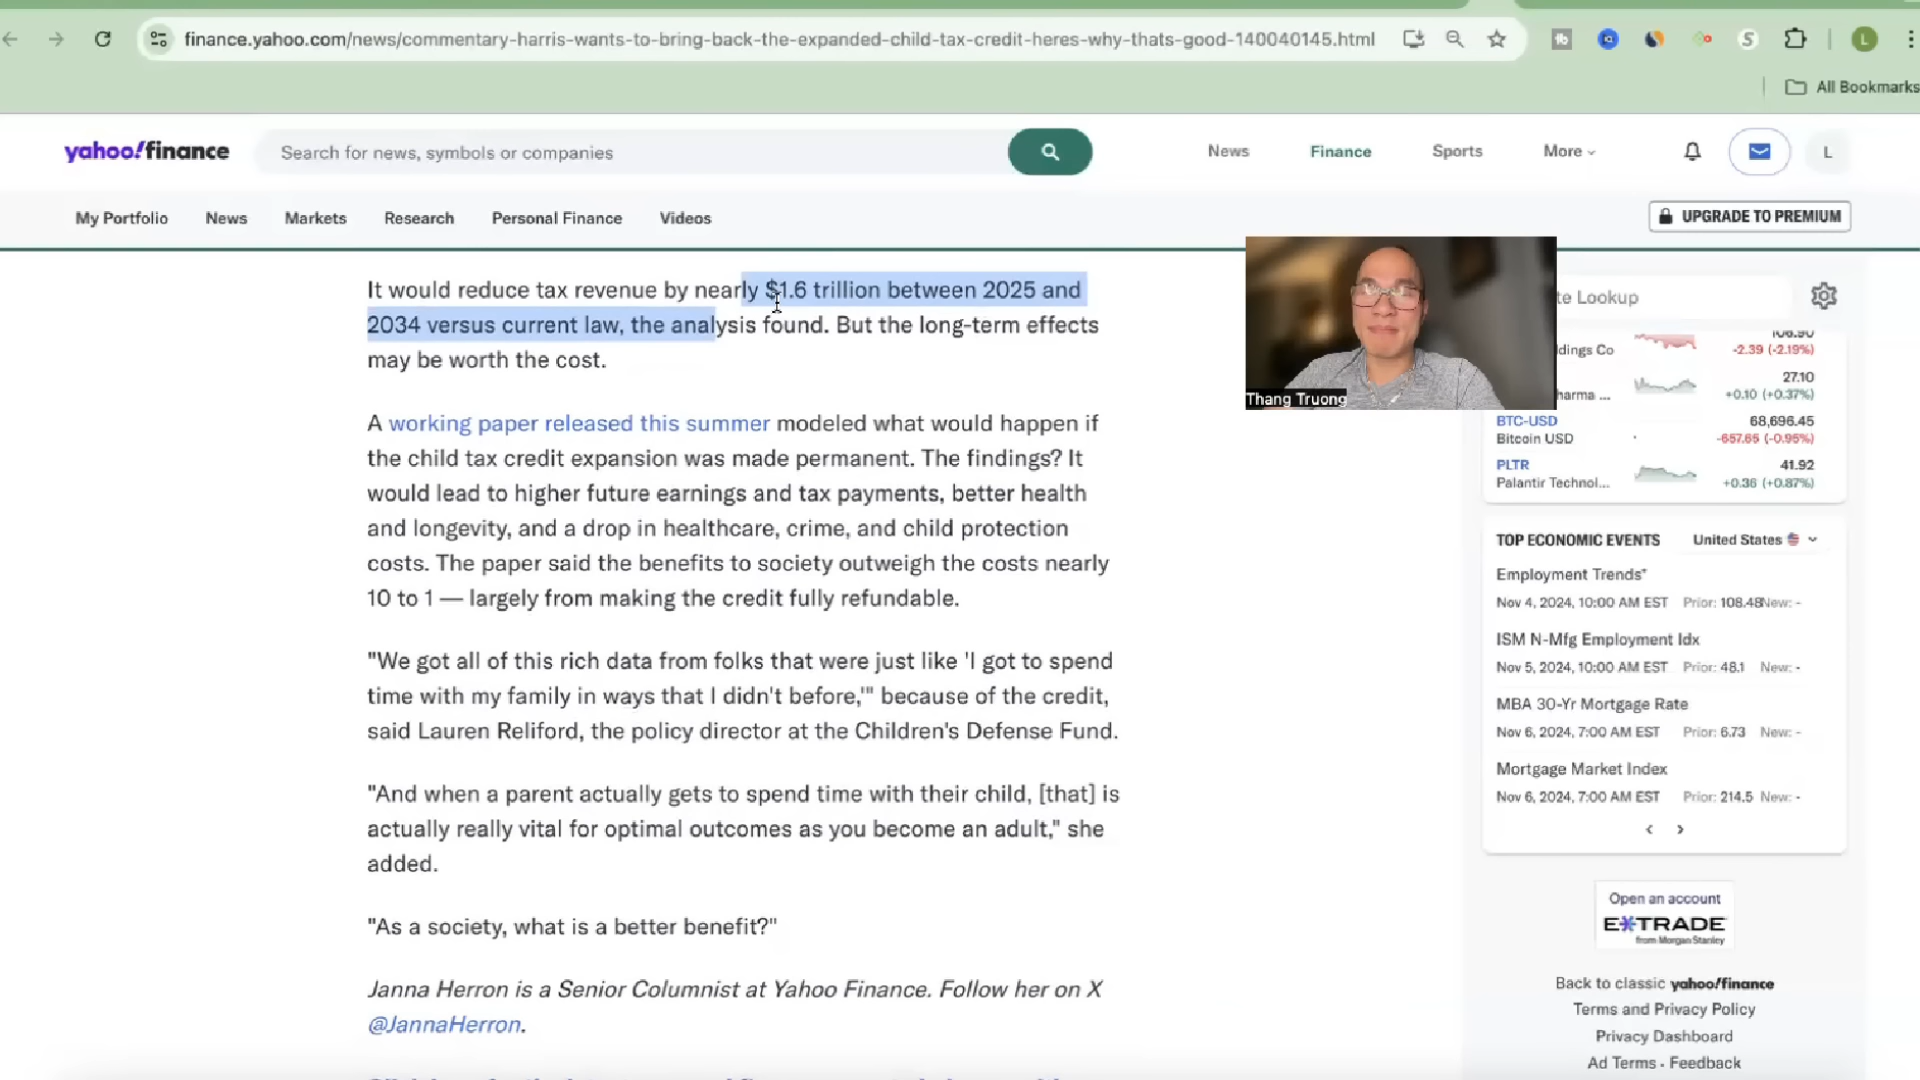 finance.yahoo.com/news/commentary-harris-wants-to-bring-back-the-expanded-child-tax-credit-heres-why-thats-good-140040145.html
L
All Bookmarks
yahoo!finance
Search for news, symbols or companies
News
Finance
Sports
More
L
My Portfolio
News
Markets
Research
Personal Finance
Videos
UPGRADE TO PREMIUM
It would reduce tax revenue by nearly $1.6 trillion between 2025 and
2034 versus current law, the analysis found. But the long-term effects
may be worth the cost.
A working paper released this summer modeled what would happen if
the child tax credit expansion was made permanent. The findings? It
would lead to higher future earnings and tax payments, better health
and longevity, and a drop in healthcare, crime, and child protection
costs. The paper said the benefits to society outweigh the costs nearly
10 to 1 — largely from making the credit fully refundable.
"We got all of this rich data from folks that were just like 'I got to spend
time with my family in ways that I didn't before,'" because of the credit,
said Lauren Reliford, the policy director at the Children's Defense Fund.
"And when a parent actually gets to spend time with their child, [that] is
actually really vital for optimal outcomes as you become an adult," she
added.
"As a society, what is a better benefit?"
Janna Herron is a Senior Columnist at Yahoo Finance. Follow her on X
@JannaHerron.
Thang Truong
te Lookup
ldings Co
-2.39 (-2.19%)
27.10
harma ...
+0.10 (+0.37%)
BTC-USD
68,696.45
Bitcoin USD
-657.65 (-0.95%)
PLTR
41.92
Palantir Technol...
+0.36 (+0.87%)
TOP ECONOMIC EVENTS
United States
Employment Trends*
Nov 4, 2024, 10:00 AM EST Prior: 108.48 New: -
ISM N-Mfg Employment Idx
Nov 5, 2024, 10:00 AM EST Prior: 48.1 New: -
MBA 30-Yr Mortgage Rate
Nov 6, 2024, 7:00 AM EST Prior: 6.73 New: -
Mortgage Market Index
Nov 6, 2024, 7:00 AM EST Prior: 214.5 New: -
Open an account
E*TRADE
from Morgan Stanley
Back to classic yahoo!finance
Terms and Privacy Policy
Privacy Dashboard
Ad Terms • Feedback